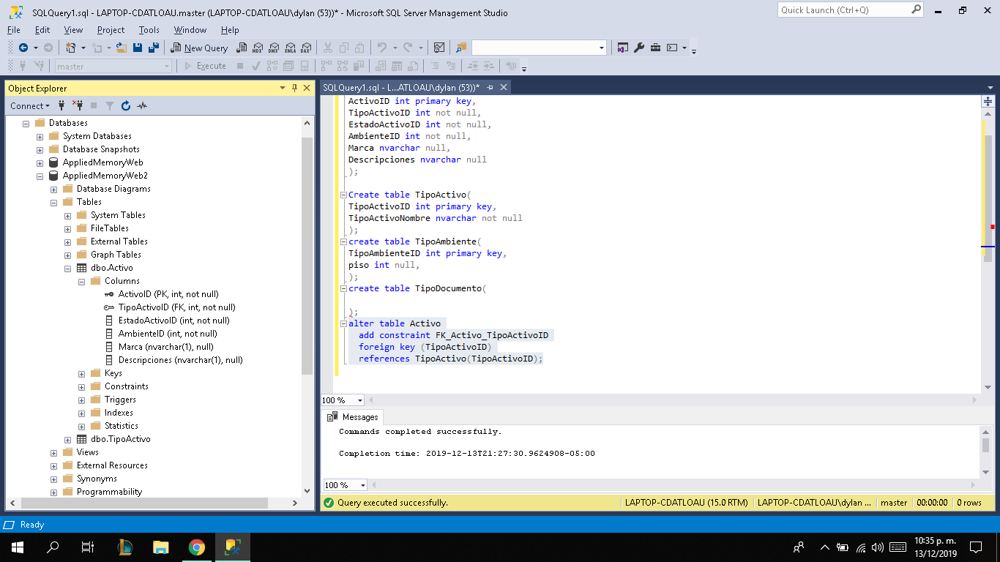 SQLQuery1.sql - LAPTOP-CDATLOAU.master (LAPTOP-CDATLOAU\dylan (53))* - Microsoft SQL Server Management Studio
Quick Launch (Ctrl+Q)
File Edit View Project Tools Window Help
New Query
MDX DMX XMLA DAX
master
Execute
Object Explorer
Connect
Databases
System Databases
Database Snapshots
AppliedMemoryWeb
AppliedMemoryWeb2
Database Diagrams
Tables
System Tables
FileTables
External Tables
Graph Tables
dbo.Activo
Columns
ActivoID (PK, int, not null)
TipoActivoID (FK, int, not null)
EstadoActivoID (int, not null)
AmbienteID (int, not null)
Marca (nvarchar(1), null)
Descripciones (nvarchar(1), null)
Keys
Constraints
Triggers
Indexes
Statistics
dbo.TipoActivo
Views
External Resources
Synonyms
Programmability
SQLQuery1.sql - L...ATLOAU\dylan (53))*
ActivoID int primary key,
TipoActivoID int not null,
EstadoActivoID int not null,
AmbienteID int not null,
Marca nvarchar null,
Descripciones nvarchar null
);
Create table TipoActivo(
TipoActivoID int primary key,
TipoActivoNombre nvarchar not null
);
create table TipoAmbiente(
TipoAmbienteID int primary key,
piso int null,
);
create table TipoDocumento(
);
alter table Activo
add constraint FK_Activo_TipoActivoID
foreign key (TipoActivoID)
references TipoActivo(TipoActivoID);
100 %
Messages
Commands completed successfully.
Completion time: 2019-12-13T21:27:30.9624908-05:00
100 %
Query executed successfully.
LAPTOP-CDATLOAU (15.0 RTM)
LAPTOP-CDATLOAU\dylan ...
master
00:00:00
0 rows
Ready
10:35 p. m.
13/12/2019